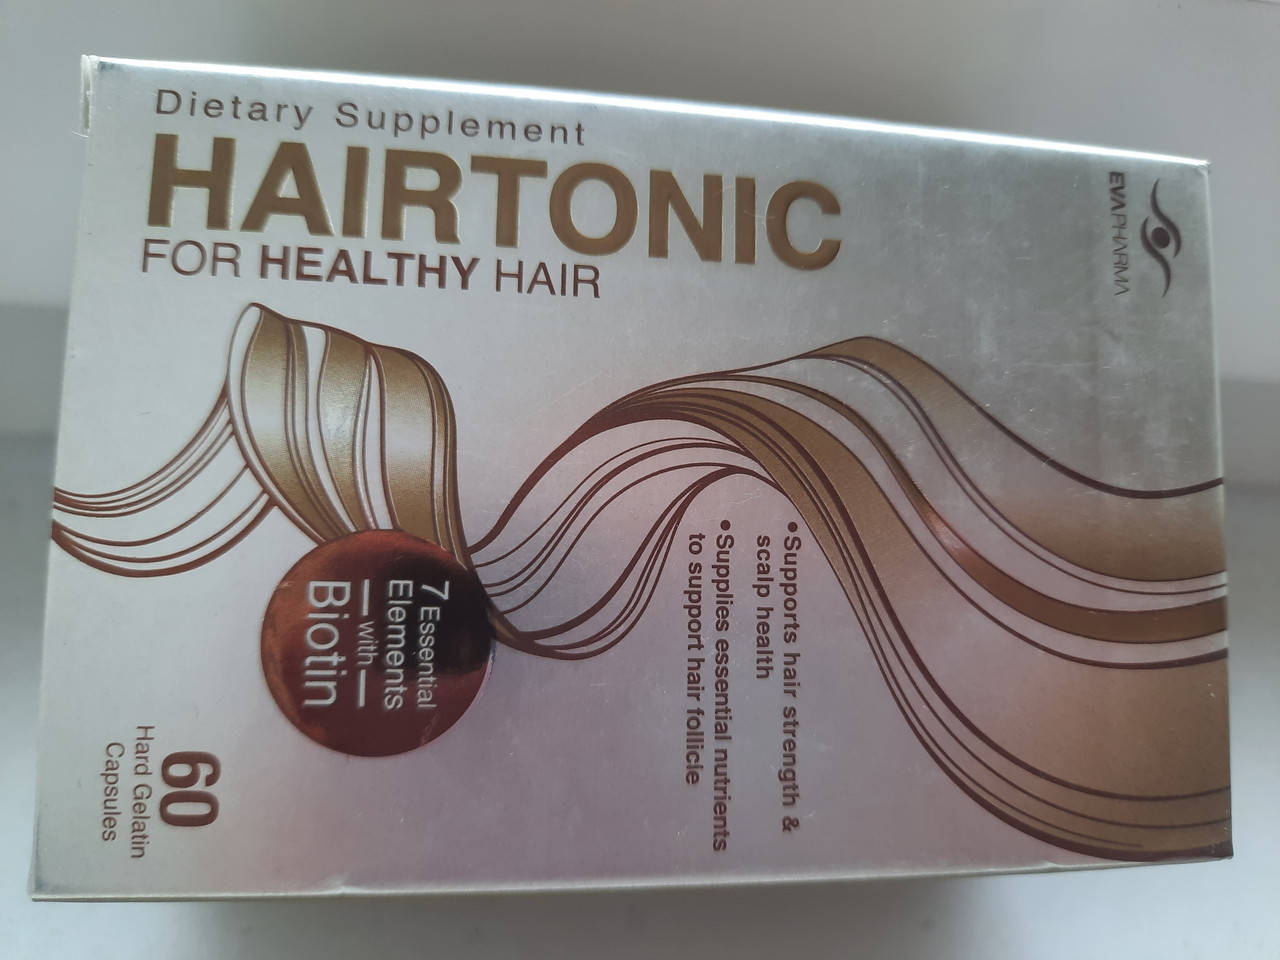 Dietary Supplement
HAIRTONIC
FOR HEALTHY HAIR
EVAPHARMA
•Supports hair strength &
scalp health
•Supplies essential nutrients
to support hair follicle
7 Essential
Elements
with
Biotin
60
Hard Gelatin
Capsules